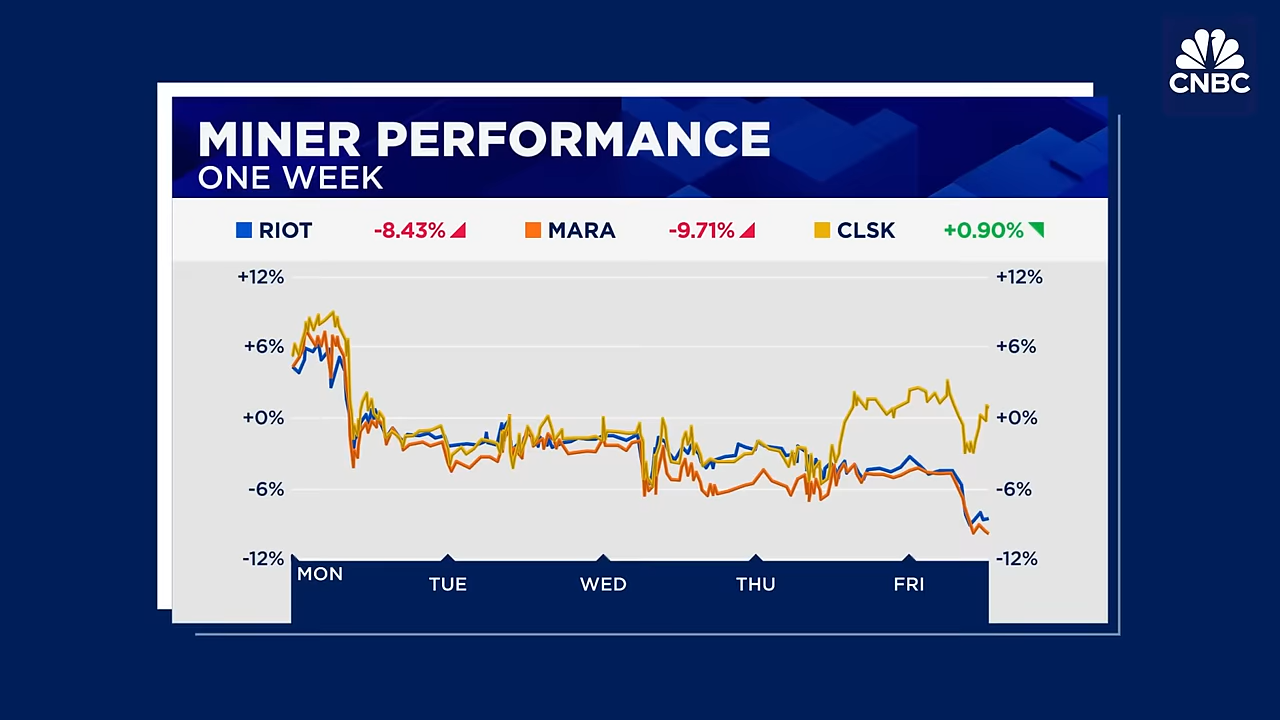 CNBC
MINER PERFORMANCE
ONE WEEK
RIOT -8.43% MARA -9.71% CLSK +0.90%
+12% +12%
+6% +6%
+0% +0%
-6% -6%
-12% -12%
MON TUE WED THU FRI